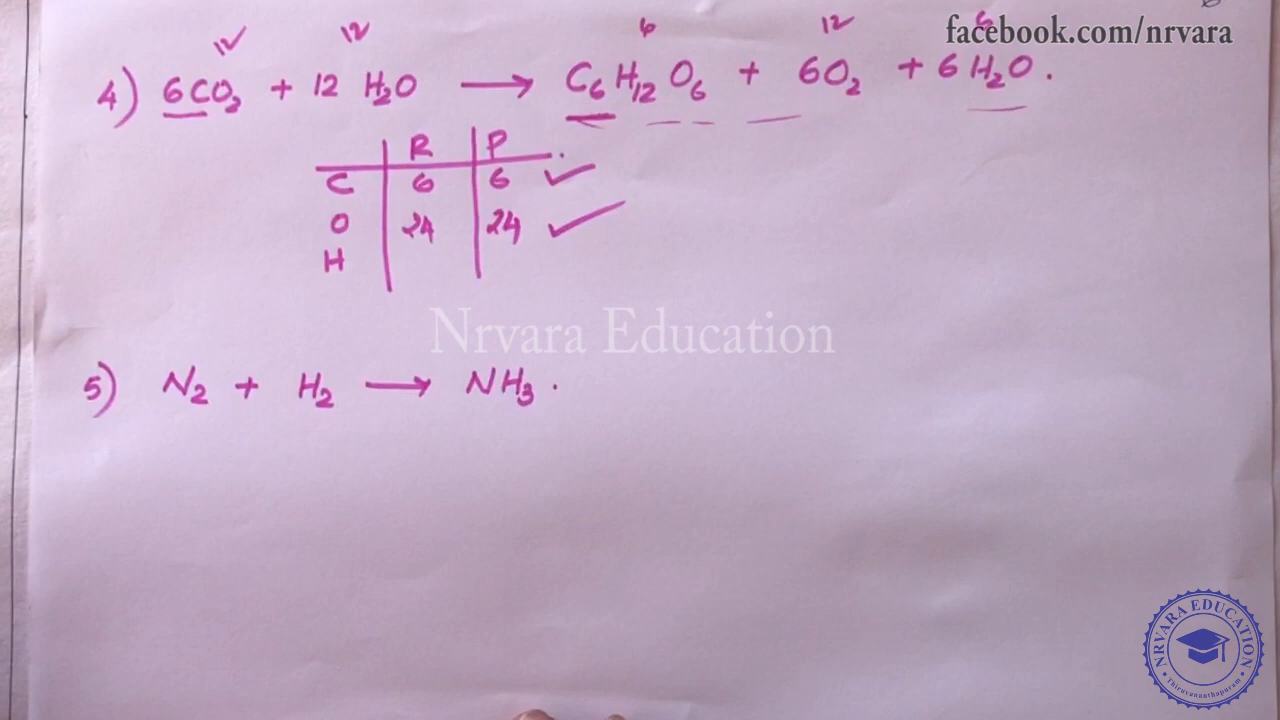 facebook.com/nrvara
12 12 6 12 6
4) 6CO₂ + 12 H₂O → C₆H₁₂O₆ + 6O₂ + 6H₂O.
R P
C 6 6 ✓
O 24 24 ✓
H
Nrvara Education
5) N₂ + H₂ → NH₃.
NRVARA EDUCATION
Thiruvananthapuram